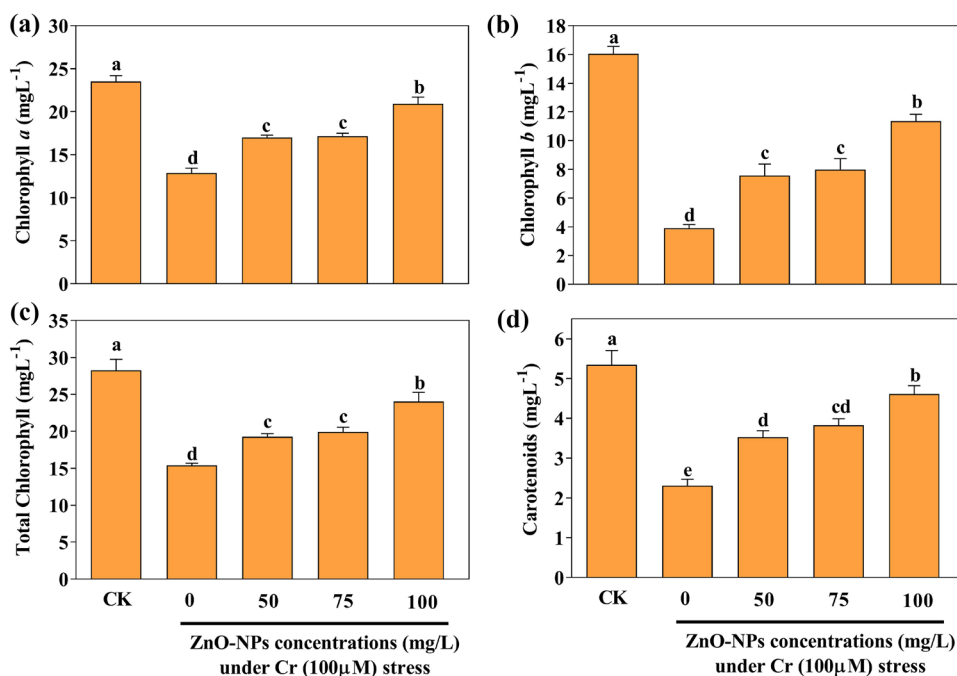 (a)
Chlorophyll a (mgL⁻¹)
30
25
20
15
10
5
0
a
d
c
c
b
(b)
Chlorophyll b (mgL⁻¹)
18
16
14
12
10
8
6
4
2
0
a
d
c
c
b
(c)
Total Chlorophyll (mgL⁻¹)
35
30
25
20
15
10
5
0
a
d
c
c
b
CK 0 50 75 100
ZnO-NPs concentrations (mg/L)
under Cr (100μM) stress
(d)
Carotenoids (mgL⁻¹)
6
5
4
3
2
1
0
a
e
d
cd
b
CK 0 50 75 100
ZnO-NPs concentrations (mg/L)
under Cr (100μM) stress